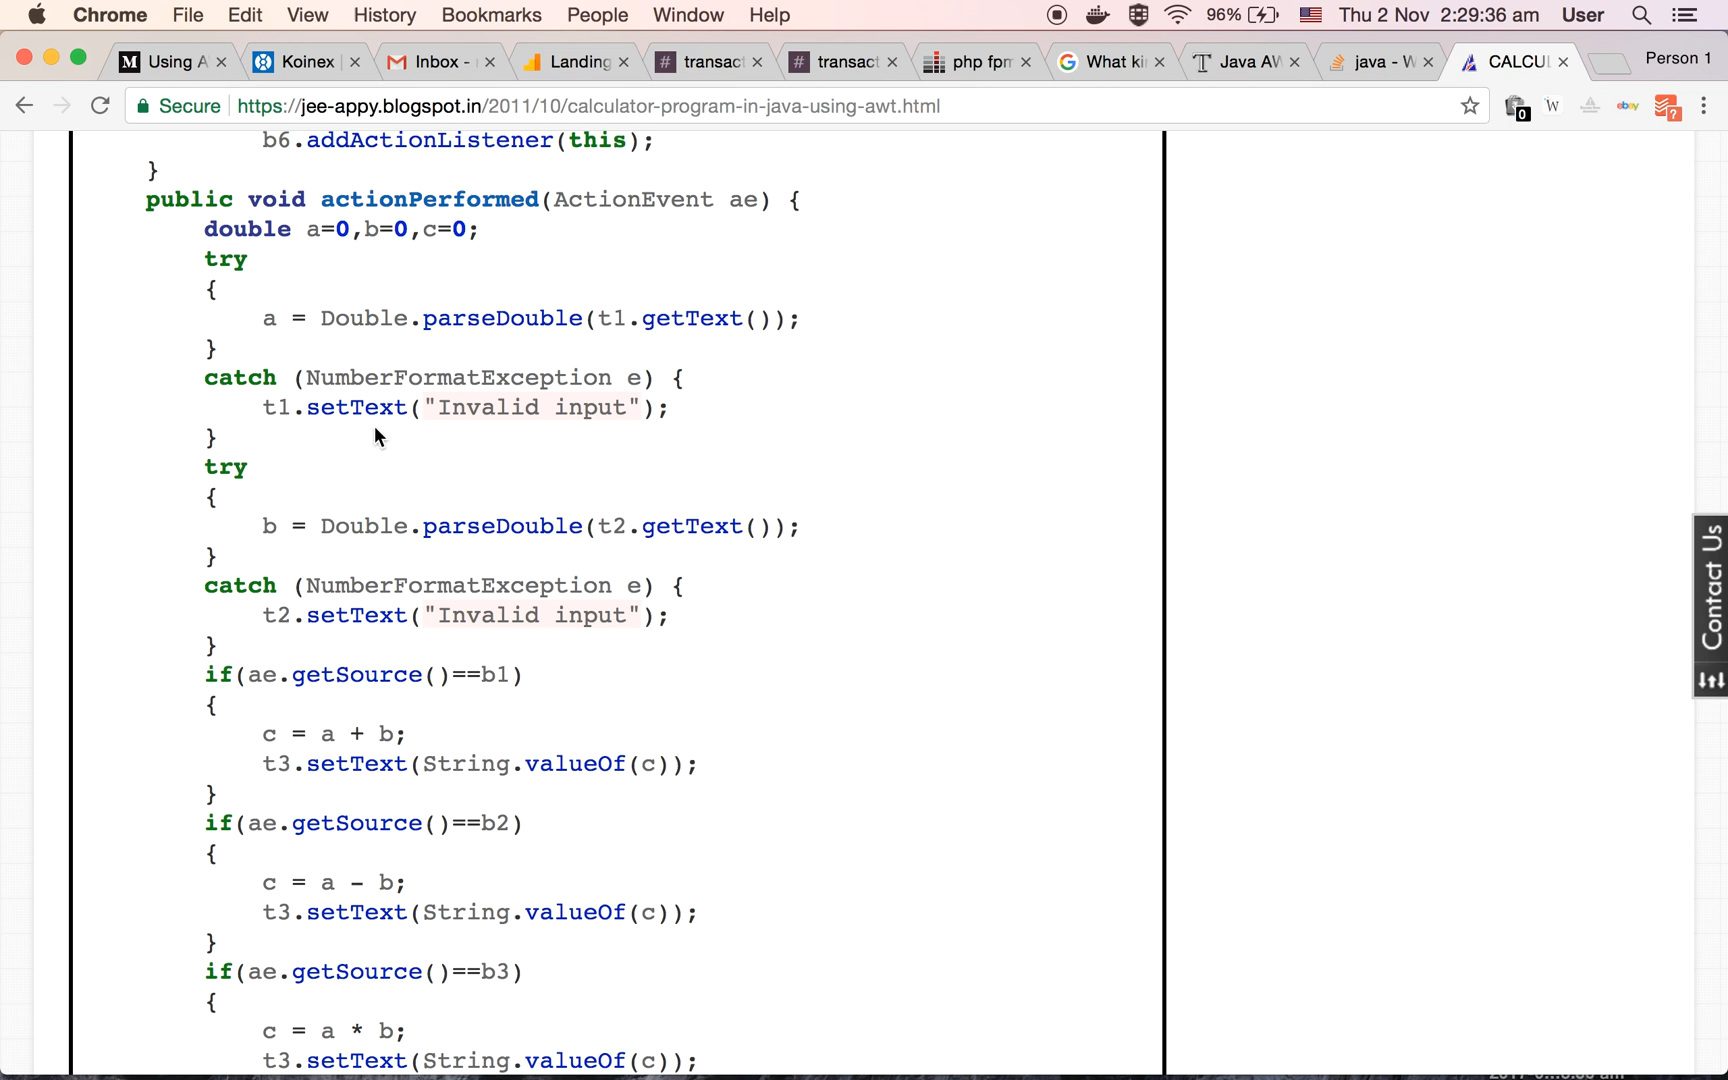 Chrome File Edit View History Bookmarks People Window Help 96% Thu 2 Nov 2:29:36 am User
M Using A Koinex Inbox - Landing # transact # transact php fpm G What ki T Java AW java - W CALCUL Person 1
Secure https://jee-appy.blogspot.in/2011/10/calculator-program-in-java-using-awt.html 0 W ebay ?
b6.addActionListener(this);
}
public void actionPerformed(ActionEvent ae) {
double a=0,b=0,c=0;
try
{
a = Double.parseDouble(t1.getText());
}
catch (NumberFormatException e) {
t1.setText("Invalid input");
}
try
{
b = Double.parseDouble(t2.getText());
}
catch (NumberFormatException e) {
t2.setText("Invalid input");
}
if(ae.getSource()==b1)
{
c = a + b;
t3.setText(String.valueOf(c));
}
if(ae.getSource()==b2)
{
c = a - b;
t3.setText(String.valueOf(c));
}
if(ae.getSource()==b3)
{
c = a * b;
t3.setText(String.valueOf(c));
Contact Us